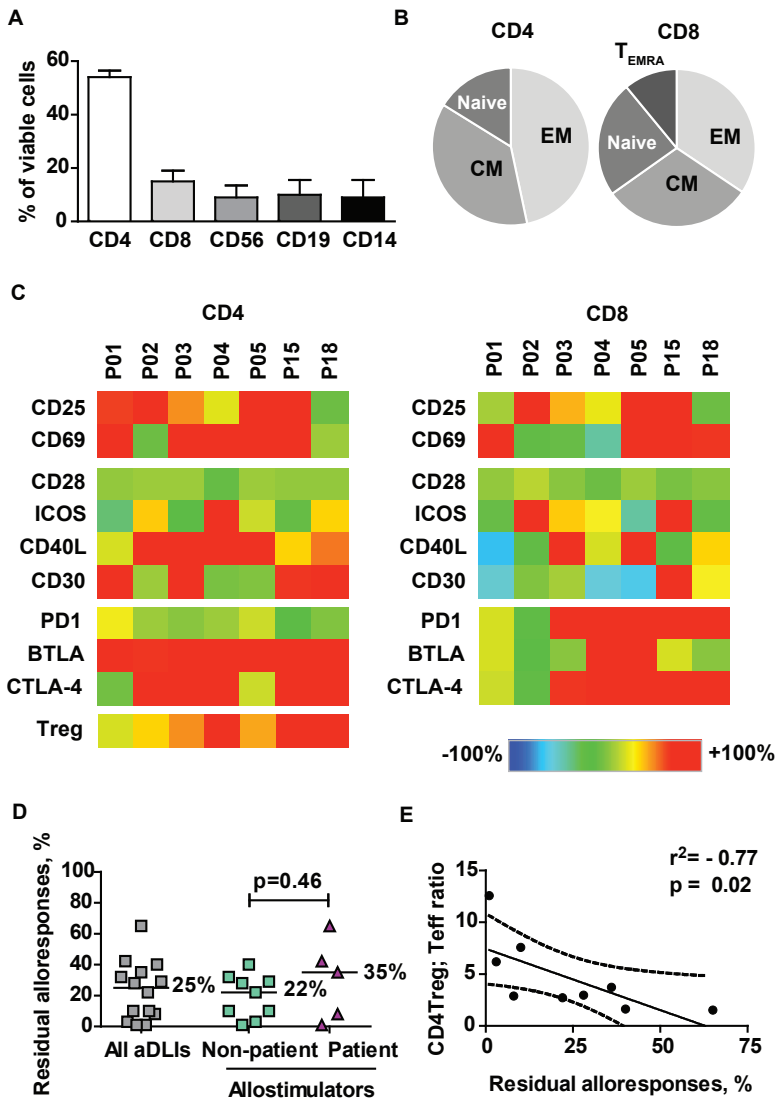 A
% of viable cells
60
40
20
0
CD4 CD8 CD56 CD19 CD14
B
CD4
Naive
EM
CM
CD8
T EMRA
Naive
EM
CM
C
CD4
P01 P02 P03 P04 P05 P15 P18
CD25
CD69
CD28
ICOS
CD40L
CD30
PD1
BTLA
CTLA-4
Treg
CD8
P01 P02 P03 P04 P05 P15 P18
CD25
CD69
CD28
ICOS
CD40L
CD30
PD1
BTLA
CTLA-4
-100% +100%
D
Residual alloresponses, %
100
80
60
40
20
0
p=0.46
25%
22%
35%
All aDLIs Non-patient Patient
Allostimulators
E
CD4Treg; Teff ratio
15
10
5
0
r²= - 0.77
p = 0.02
0 25 50 75
Residual alloresponses, %